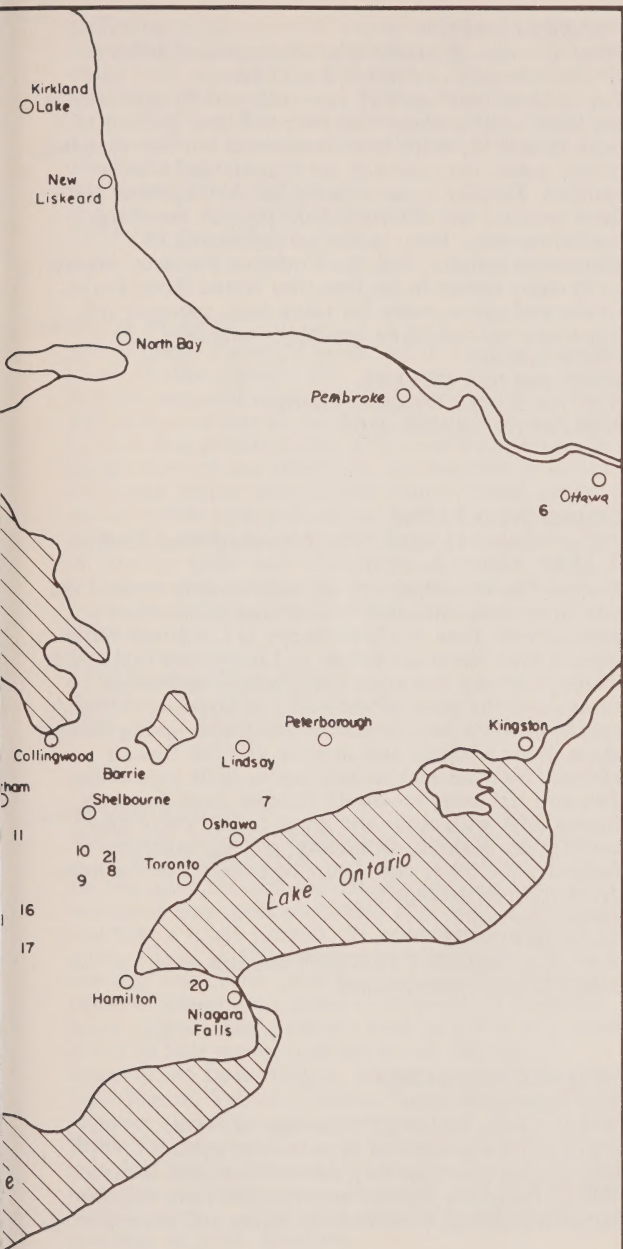 Kirkland
Lake
New
Liskeard
North Bay
Pembroke
Ottawa
6
Peterborough
Kingston
Collingwood
Barrie
Lindsay
rham
Shelbourne
7
11
Oshawa
10
21
8
Toronto
9
Lake Ontario
16
17
20
Hamilton
Niagara
Falls
e